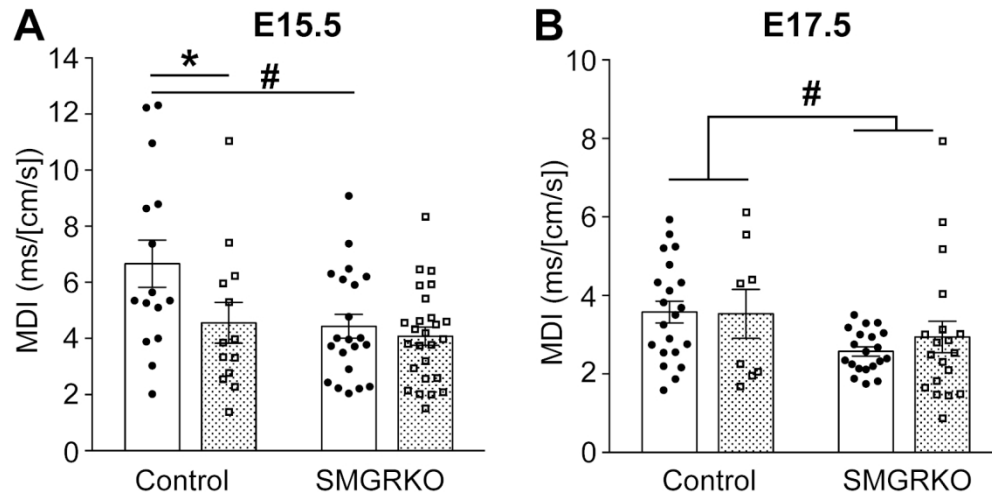 A
E15.5
MDI (ms/[cm/s])
14
12
10
8
6
4
2
0
*
#
Control
SMGRKO
B
E17.5
MDI (ms/[cm/s])
10
8
6
4
2
0
#
Control
SMGRKO